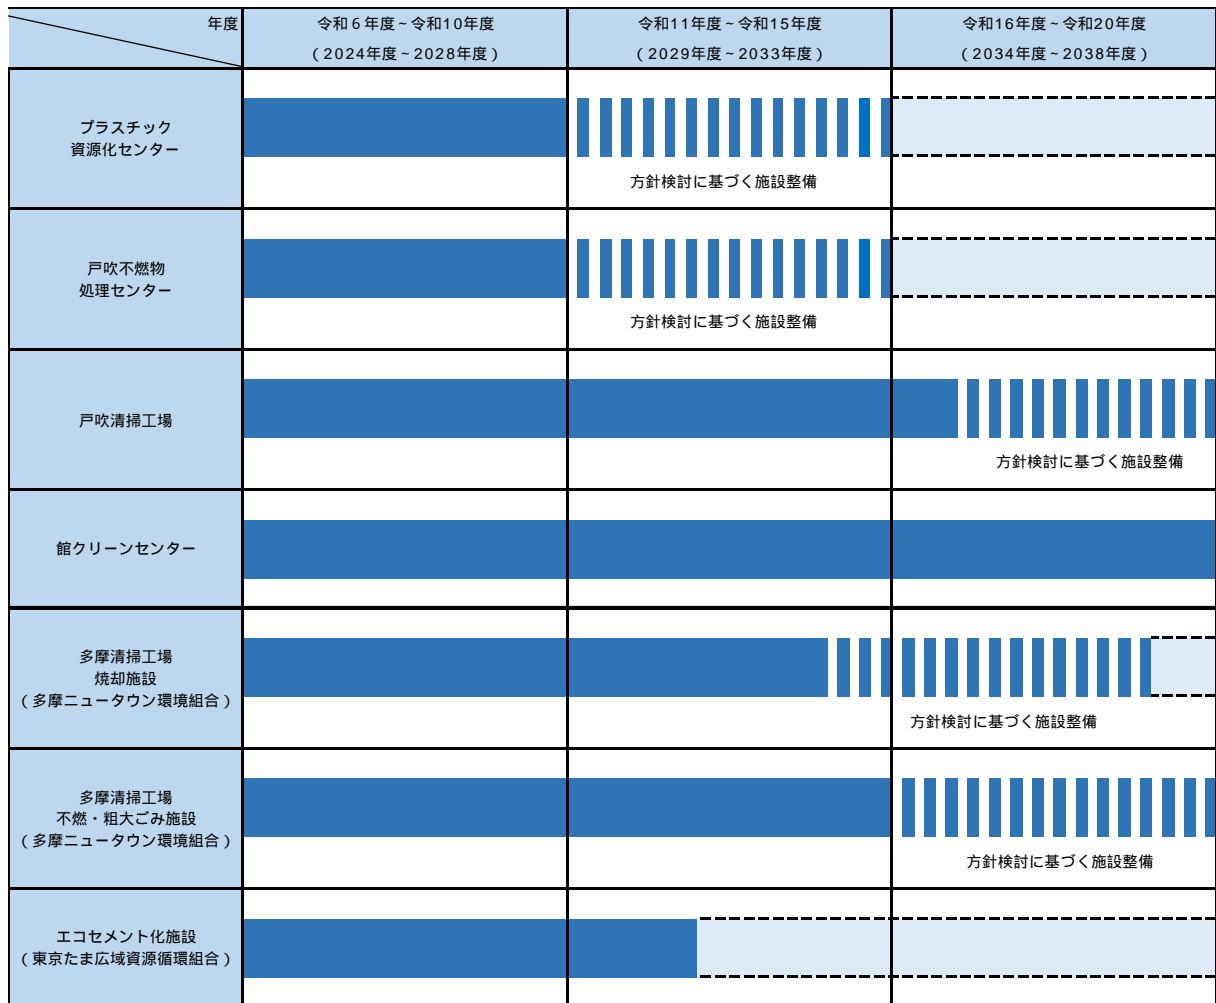 年度
令和６年度～令和10年度
（2024年度～2028年度）
令和11年度～令和15年度
（2029年度～2033年度）
令和16年度～令和20年度
（2034年度～2038年度）
プラスチック
資源化センター
方針検討に基づく施設整備
戸吹不燃物
処理センター
方針検討に基づく施設整備
戸吹清掃工場
方針検討に基づく施設整備
館クリーンセンター
多摩清掃工場
焼却施設
（多摩ニュータウン環境組合）
方針検討に基づく施設整備
多摩清掃工場
不燃・粗大ごみ施設
（多摩ニュータウン環境組合）
方針検討に基づく施設整備
エコセメント化施設
（東京たま広域資源循環組合）